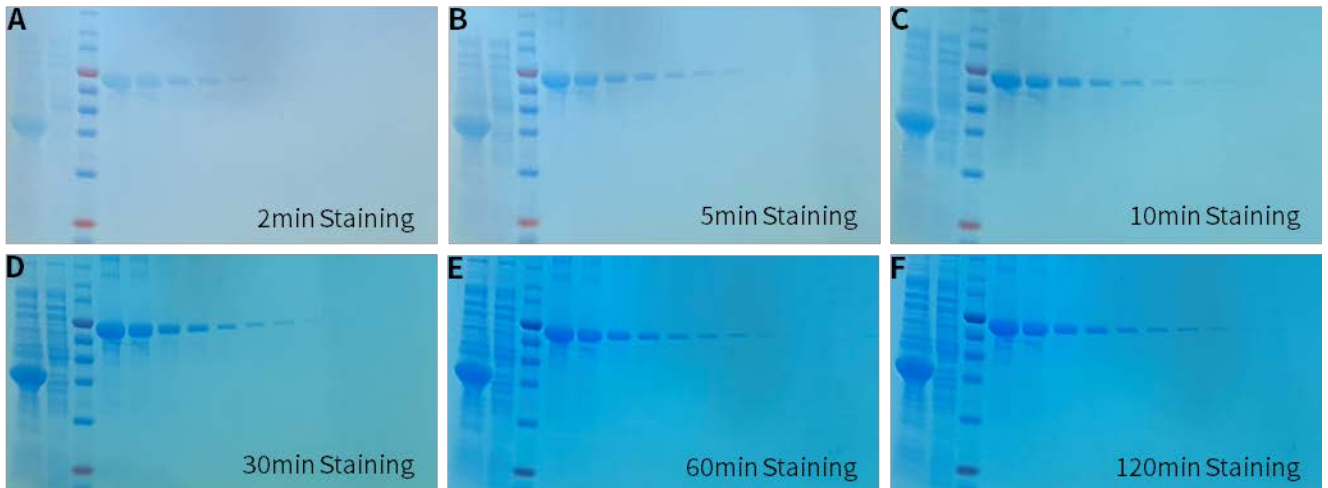 A
2min Staining
B
5min Staining
C
10min Staining
D
30min Staining
E
60min Staining
F
120min Staining